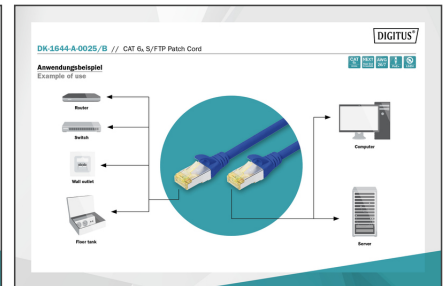 DIGITUS®
DK-1644-A-0025/B // CAT 6A S/FTP Patch Cord
Anwendungsbeispiel
Example of use
Router
Switch
Wall outlet
Floor tank
Computer
Server